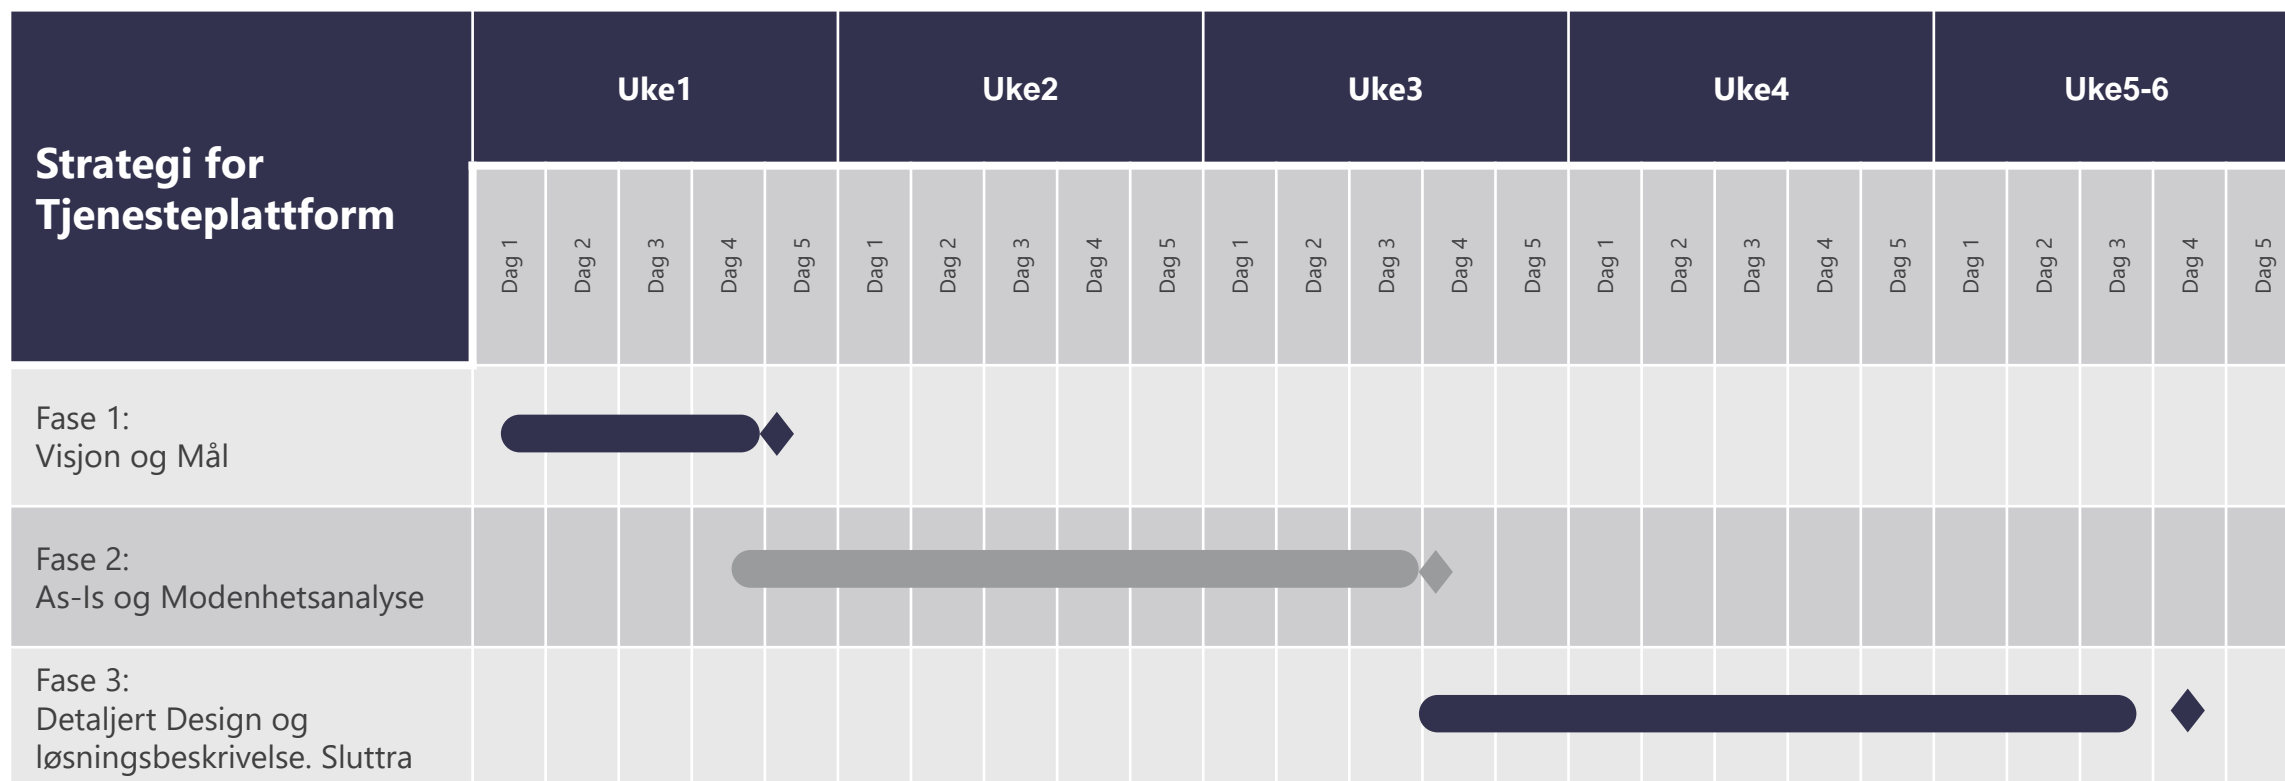 Strategi for
Tjenesteplattform
Uke1
Uke2
Uke3
Uke4
Uke5-6
Dag 1
Dag 2
Dag 3
Dag 4
Dag 5
Dag 1
Dag 2
Dag 3
Dag 4
Dag 5
Dag 1
Dag 2
Dag 3
Dag 4
Dag 5
Dag 1
Dag 2
Dag 3
Dag 4
Dag 5
Dag 1
Dag 2
Dag 3
Dag 4
Dag 5
Fase 1:
Visjon og Mål
Fase 2:
As-Is og Modenhetsanalyse
Fase 3:
Detaljert Design og
løsningsbeskrivelse. Sluttra